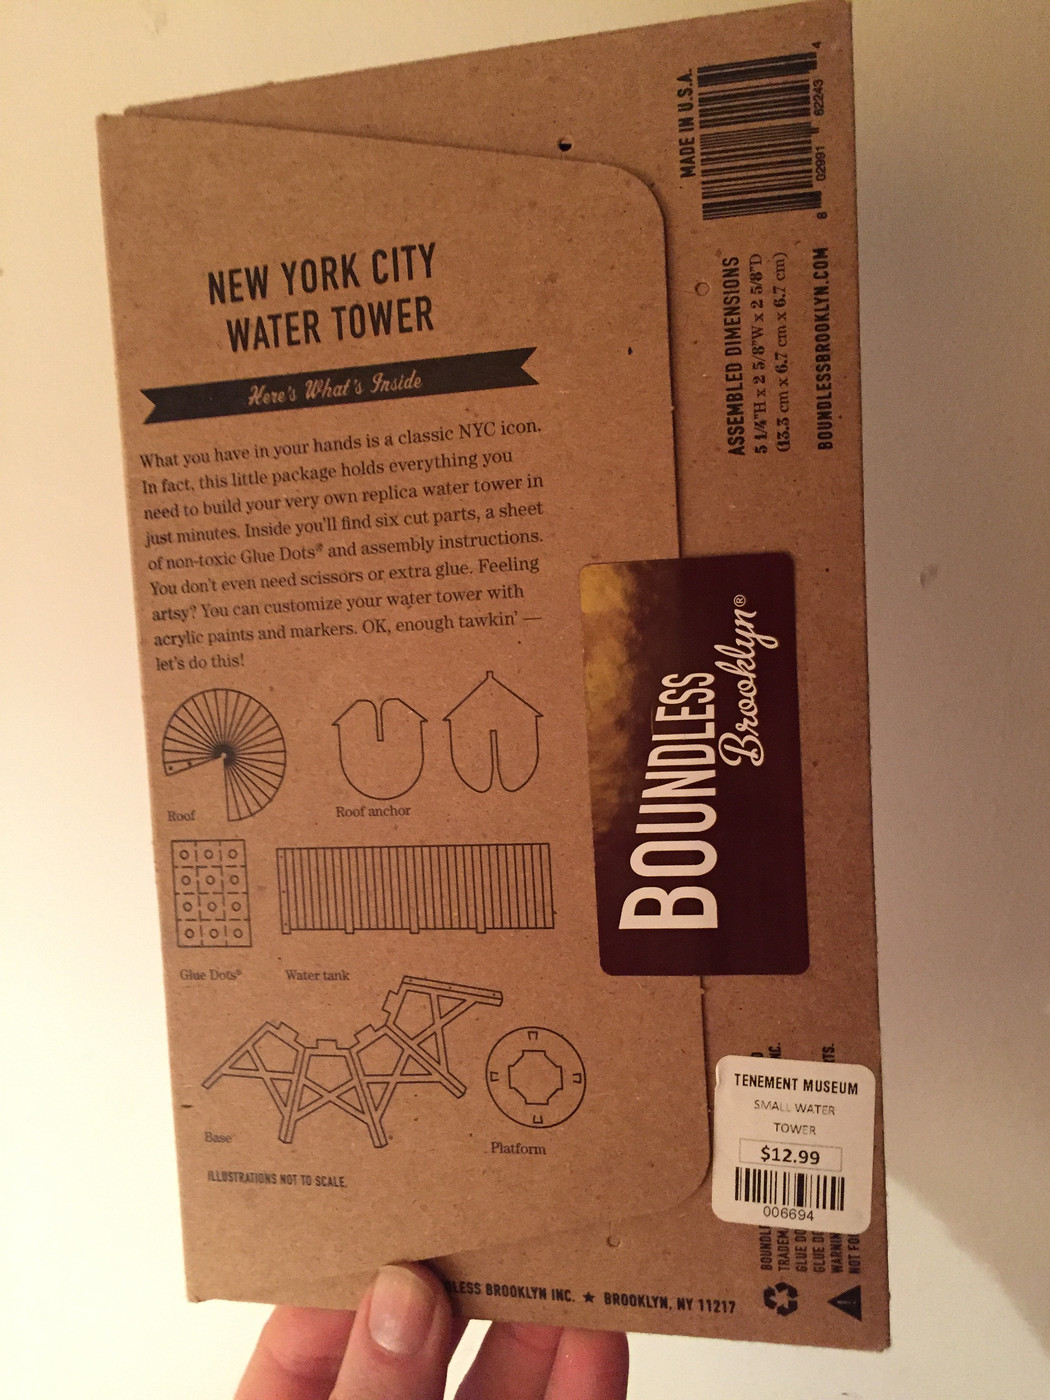 NEW YORK CITY
WATER TOWER
Here's What's Inside
What you have in your hands is a classic NYC icon.
In fact, this little package holds everything you
need to build your very own replica water tower in
just minutes. Inside you'll find six cut parts, a sheet
of non-toxic Glue Dots® and assembly instructions.
You don't even need scissors or extra glue. Feeling
artsy? You can customize your water tower with
acrylic paints and markers. OK, enough tawkin' —
let's do this!
Roof
Roof anchor
Glue Dots®
Water tank
Base
Platform
ILLUSTRATIONS NOT TO SCALE.
MADE IN U.S.A.
8 02991 62243 4
ASSEMBLED DIMENSIONS
5 1/4"H x 2 5/8"W x 2 5/8"D
(13.3 cm x 6.7 cm x 6.7 cm)
BOUNDLESSBROOKLYN.COM
BOUNDLESS
Brooklyn®
TENEMENT MUSEUM
SMALL WATER
TOWER
$12.99
006694
BROOKLYN INC. ★ BROOKLYN, NY 11217